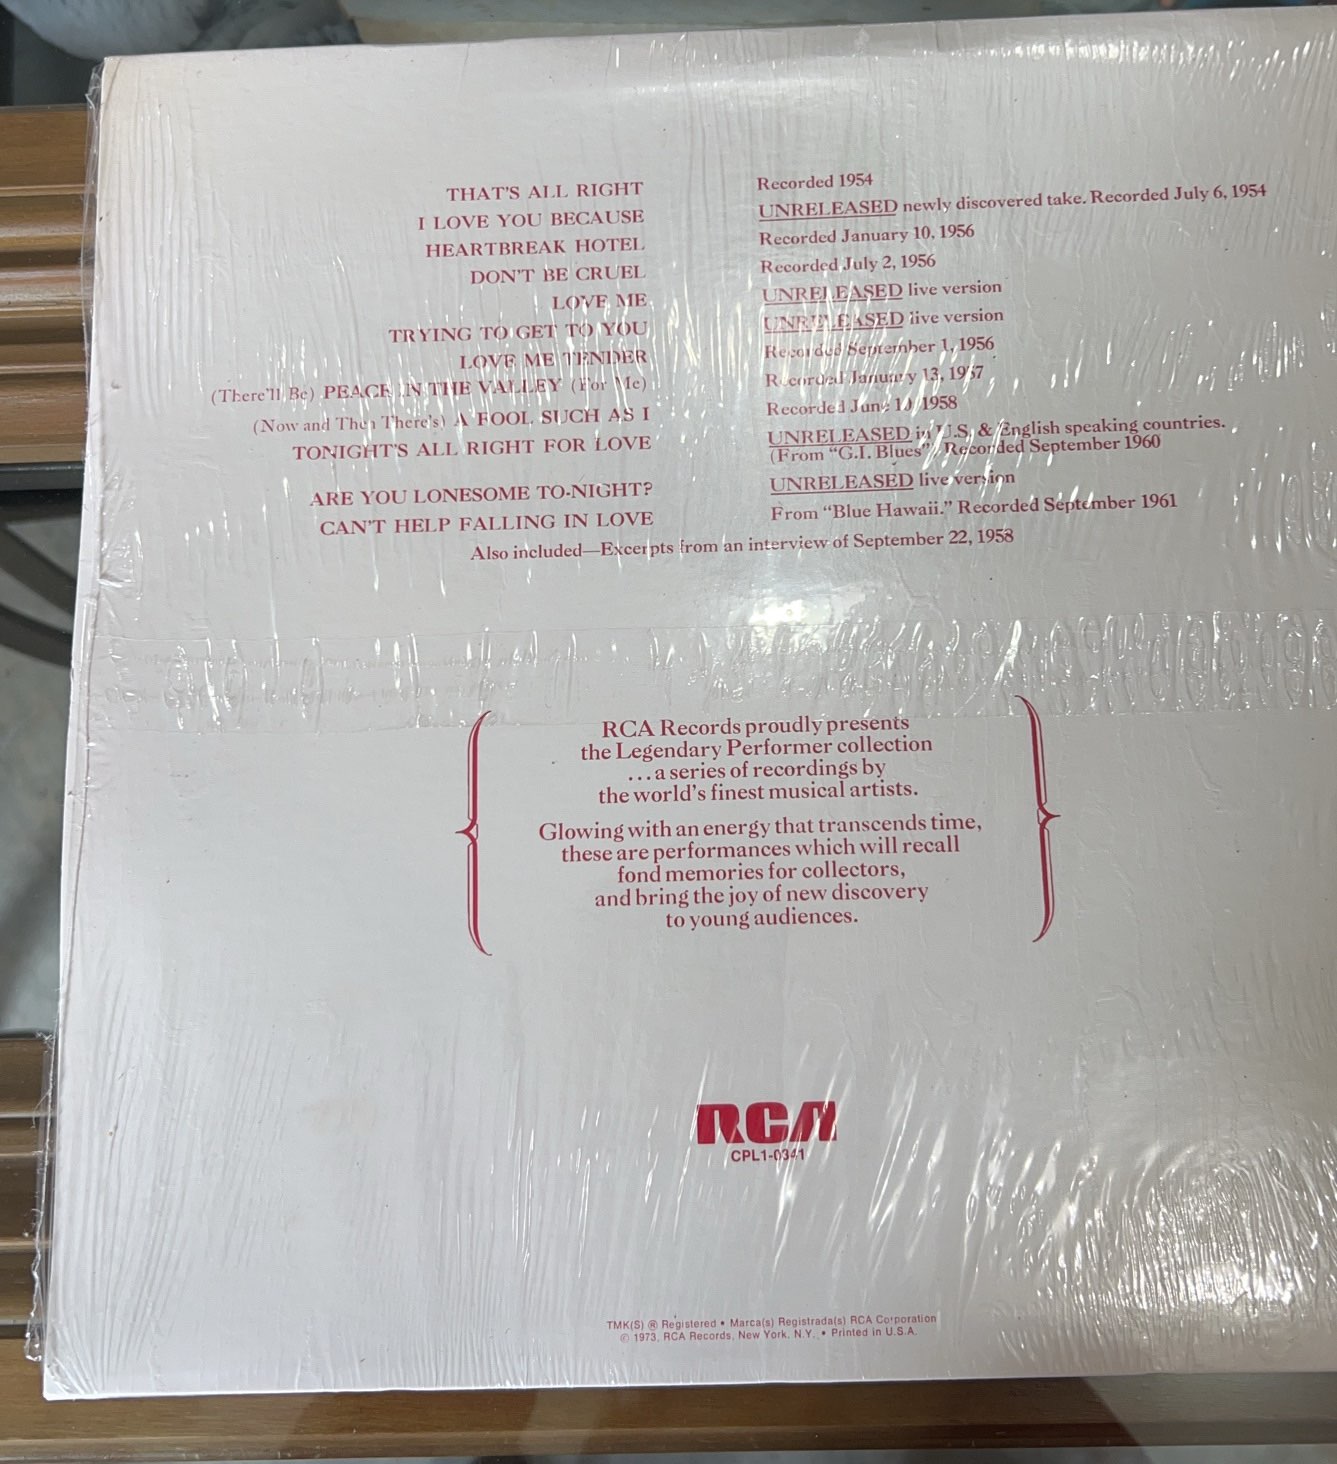 THAT'S ALL RIGHT Recorded 1954
I LOVE YOU BECAUSE UNRELEASED newly discovered take. Recorded July 6, 1954
HEARTBREAK HOTEL Recorded January 10, 1956
DON'T BE CRUEL Recorded July 2, 1956
LOVE ME UNRELEASED live version
TRYING TO GET TO YOU UNRELEASED live version
LOVE ME TENDER Recorded September 1, 1956
(There'll Be) PEACE IN THE VALLEY (For Me) Recorded January 13, 1957
(Now and Then There's) A FOOL SUCH AS I Recorded June 10, 1958
TONIGHT'S ALL RIGHT FOR LOVE UNRELEASED in U.S. & English speaking countries.
(From "G.I. Blues") Recorded September 1960
ARE YOU LONESOME TO-NIGHT? UNRELEASED live version
CAN'T HELP FALLING IN LOVE From "Blue Hawaii." Recorded September 1961
Also included—Excerpts from an interview of September 22, 1958
RCA Records proudly presents
the Legendary Performer collection
...a series of recordings by
the world's finest musical artists.
Glowing with an energy that transcends time,
these are performances which will recall
fond memories for collectors,
and bring the joy of new discovery
to young audiences.
RCA
CPL1-0341
TMK(S) ® Registered • Marca(s) Registrada(s) RCA Corporation
© 1973, RCA Records, New York, N.Y. • Printed in U.S.A.